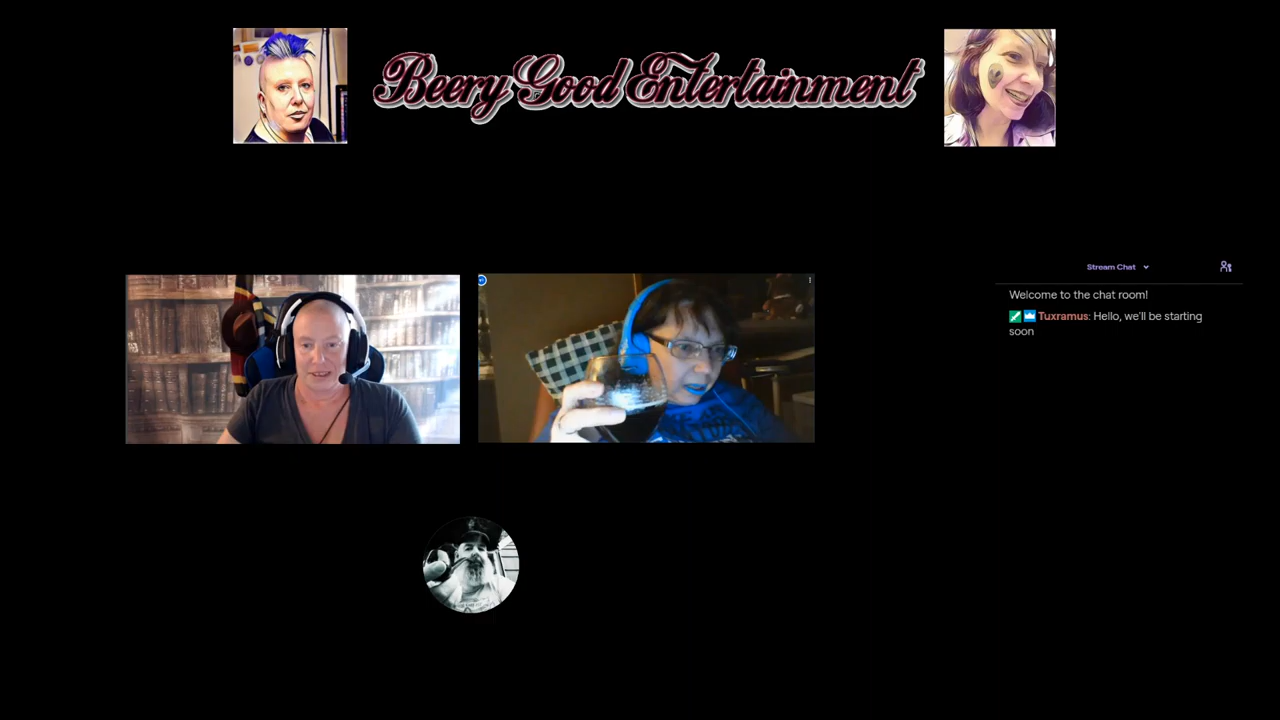 Beery Good Entertainment
Stream Chat
Welcome to the chat room!
Tuxramus: Hello, we'll be starting
soon